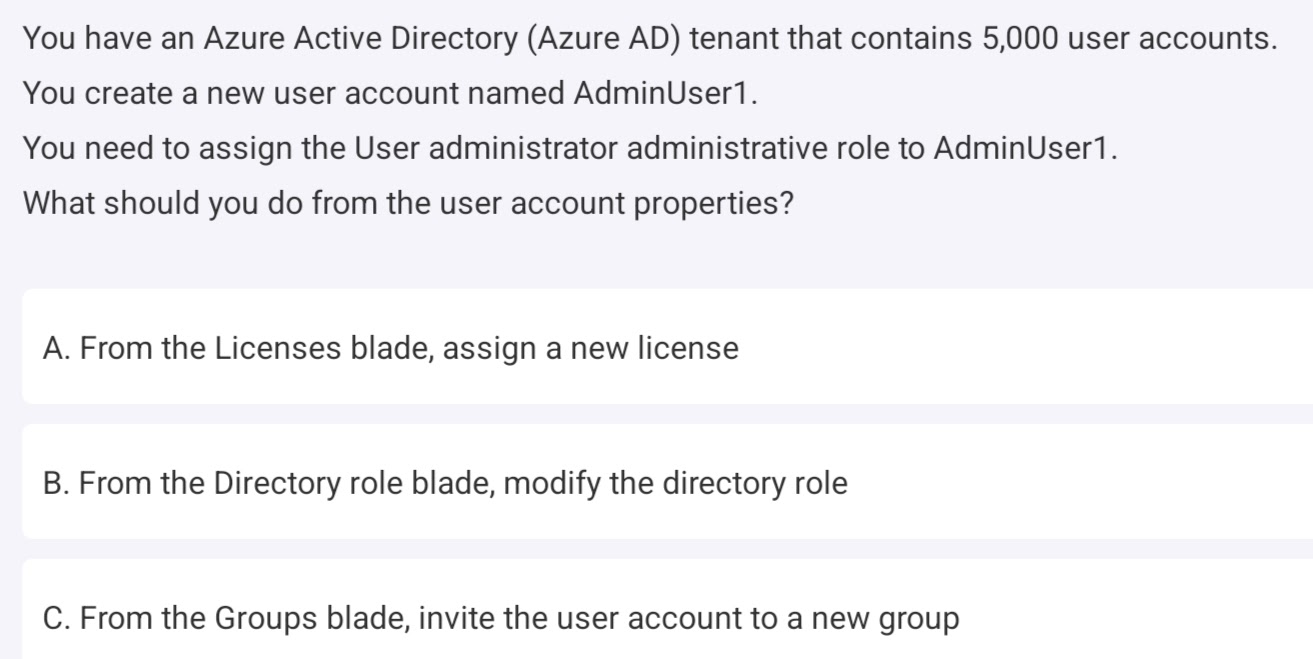 You have an Azure Active Directory (Azure AD) tenant that contains 5,000 user accounts.
You create a new user account named AdminUser1.
You need to assign the User administrator administrative role to AdminUser1.
What should you do from the user account properties?
A. From the Licenses blade, assign a new license
B. From the Directory role blade, modify the directory role
C. From the Groups blade, invite the user account to a new group